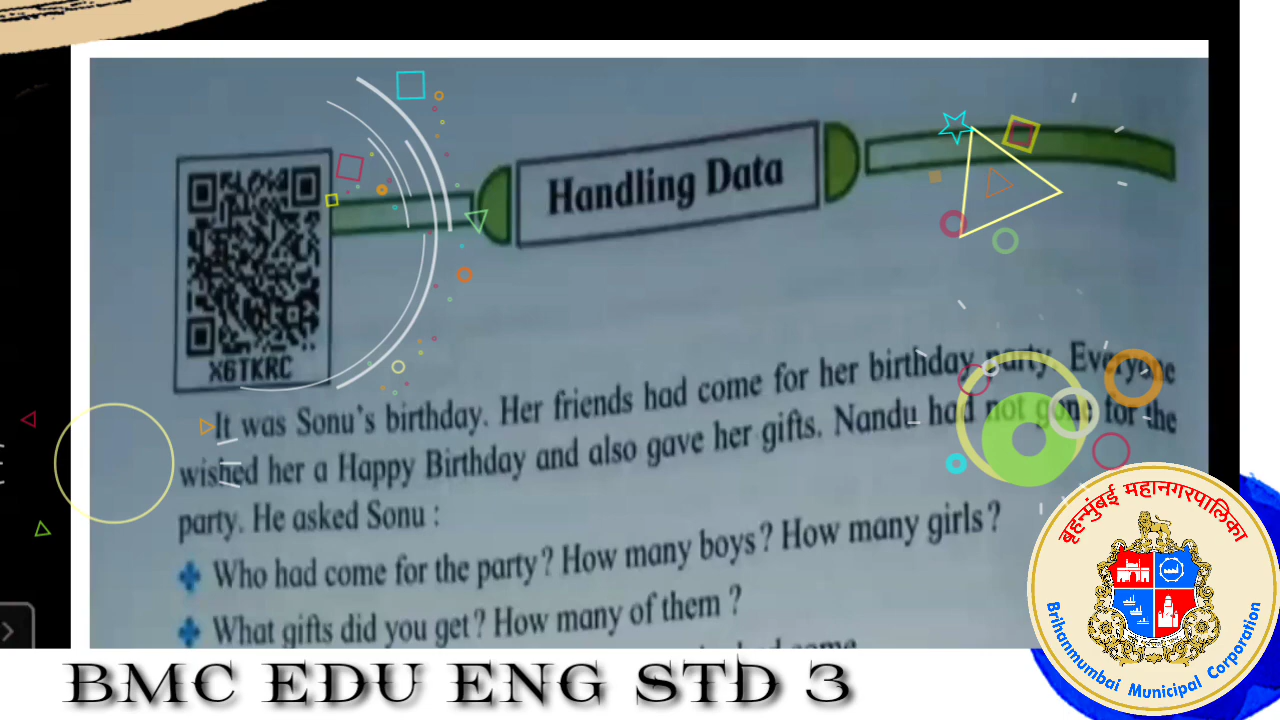 Handling Data
X6TKRC
It was Sonu's birthday. Her friends had come for her birthday party. Everyone
wished her a Happy Birthday and also gave her gifts. Nandu had not gone for the
party. He asked Sonu :
Who had come for the party? How many boys? How many girls?
What gifts did you get? How many of them ?
had come
बृहन्मुंबई महानगरपालिका
Brihanmumbai Municipal Corporation
BMC EDU ENG STD 3